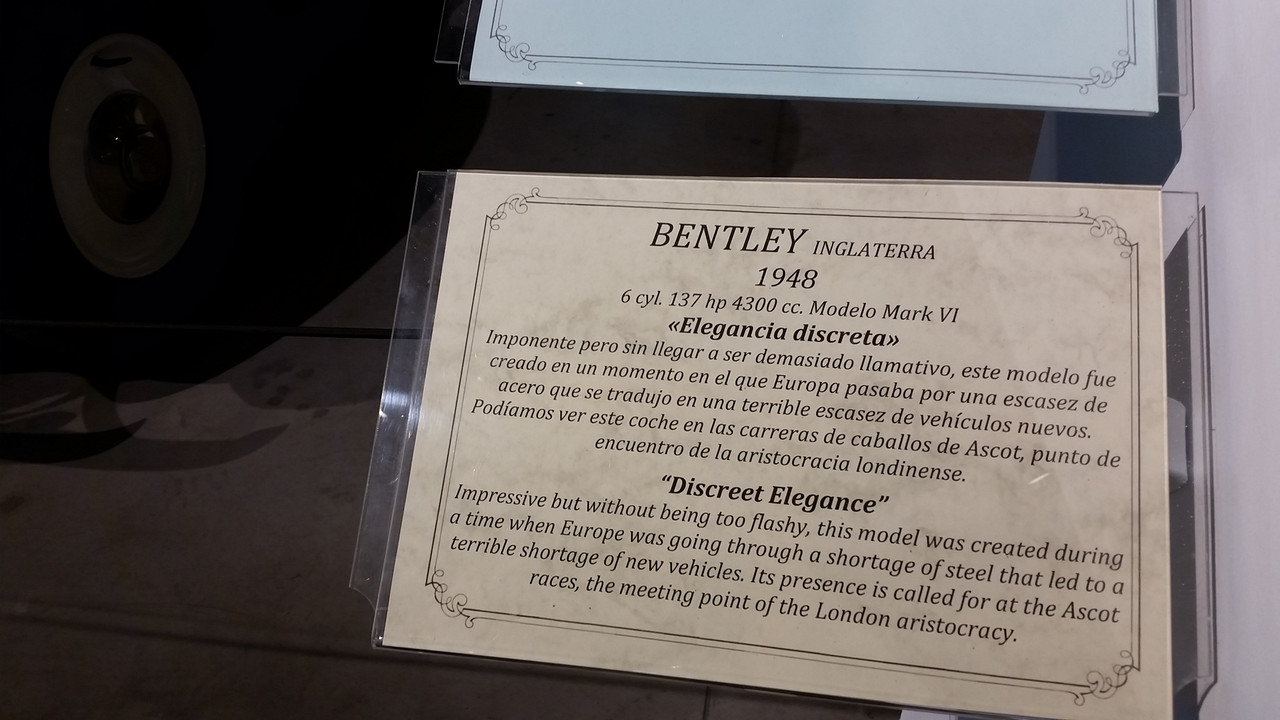 BENTLEY INGLATERRA
1948
6 cyl. 137 hp 4300 cc. Modelo Mark VI
«Elegancia discreta»
Imponente pero sin llegar a ser demasiado llamativo, este modelo fue
creado en un momento en el que Europa pasaba por una escasez de
acero que se tradujo en una terrible escasez de vehículos nuevos.
Podíamos ver este coche en las carreras de caballos de Ascot, punto de
encuentro de la aristocracia londinense.
“Discreet Elegance”
Impressive but without being too flashy, this model was created during
a time when Europe was going through a shortage of steel that led to a
terrible shortage of new vehicles. Its presence is called for at the Ascot
races, the meeting point of the London aristocracy.